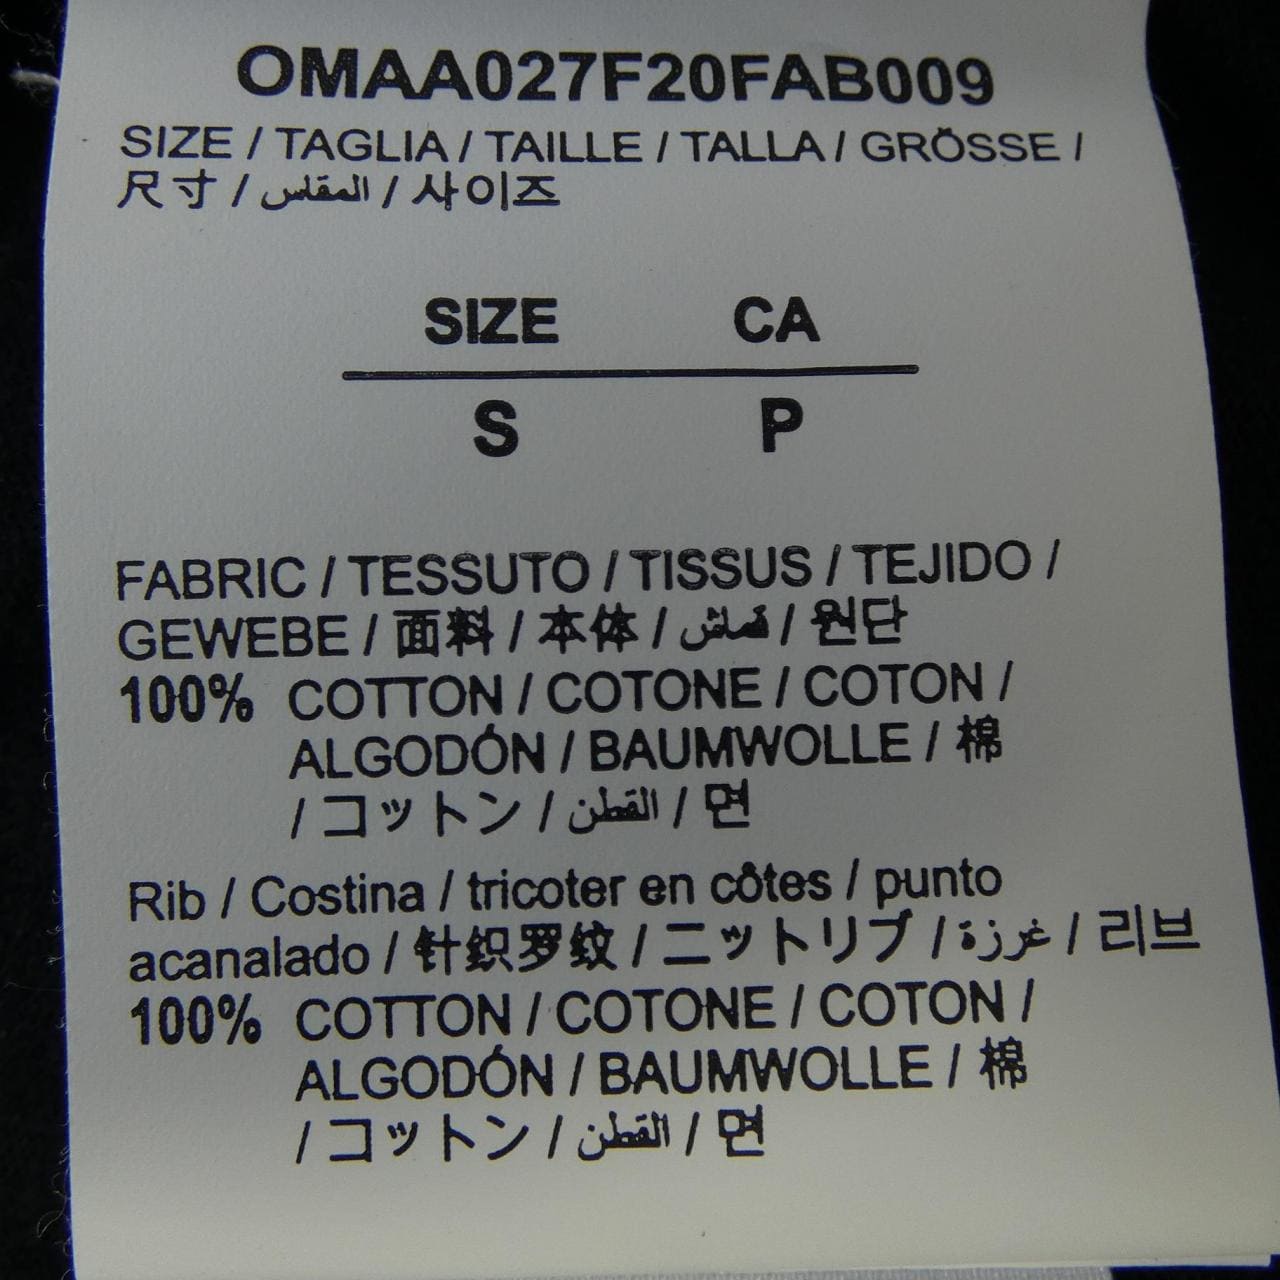 OMAA027F20FAB009
SIZE / TAGLIA / TAILLE / TALLA / GRÖSSE /
尺寸 / المقاس / 사이즈
SIZE CA
S P
FABRIC / TESSUTO / TISSUS / TEJIDO /
GEWEBE / 面料 / 本体 / قماش / 원단
100% COTTON / COTONE / COTON /
ALGODÓN / BAUMWOLLE / 棉
/ コットン / القطن / 면
Rib / Costina / tricoter en côtes / punto
acanalado / 针织罗纹 / ニットリブ / غرزة / 리브
100% COTTON / COTONE / COTON /
ALGODÓN / BAUMWOLLE / 棉
/ コットン / القطن / 면